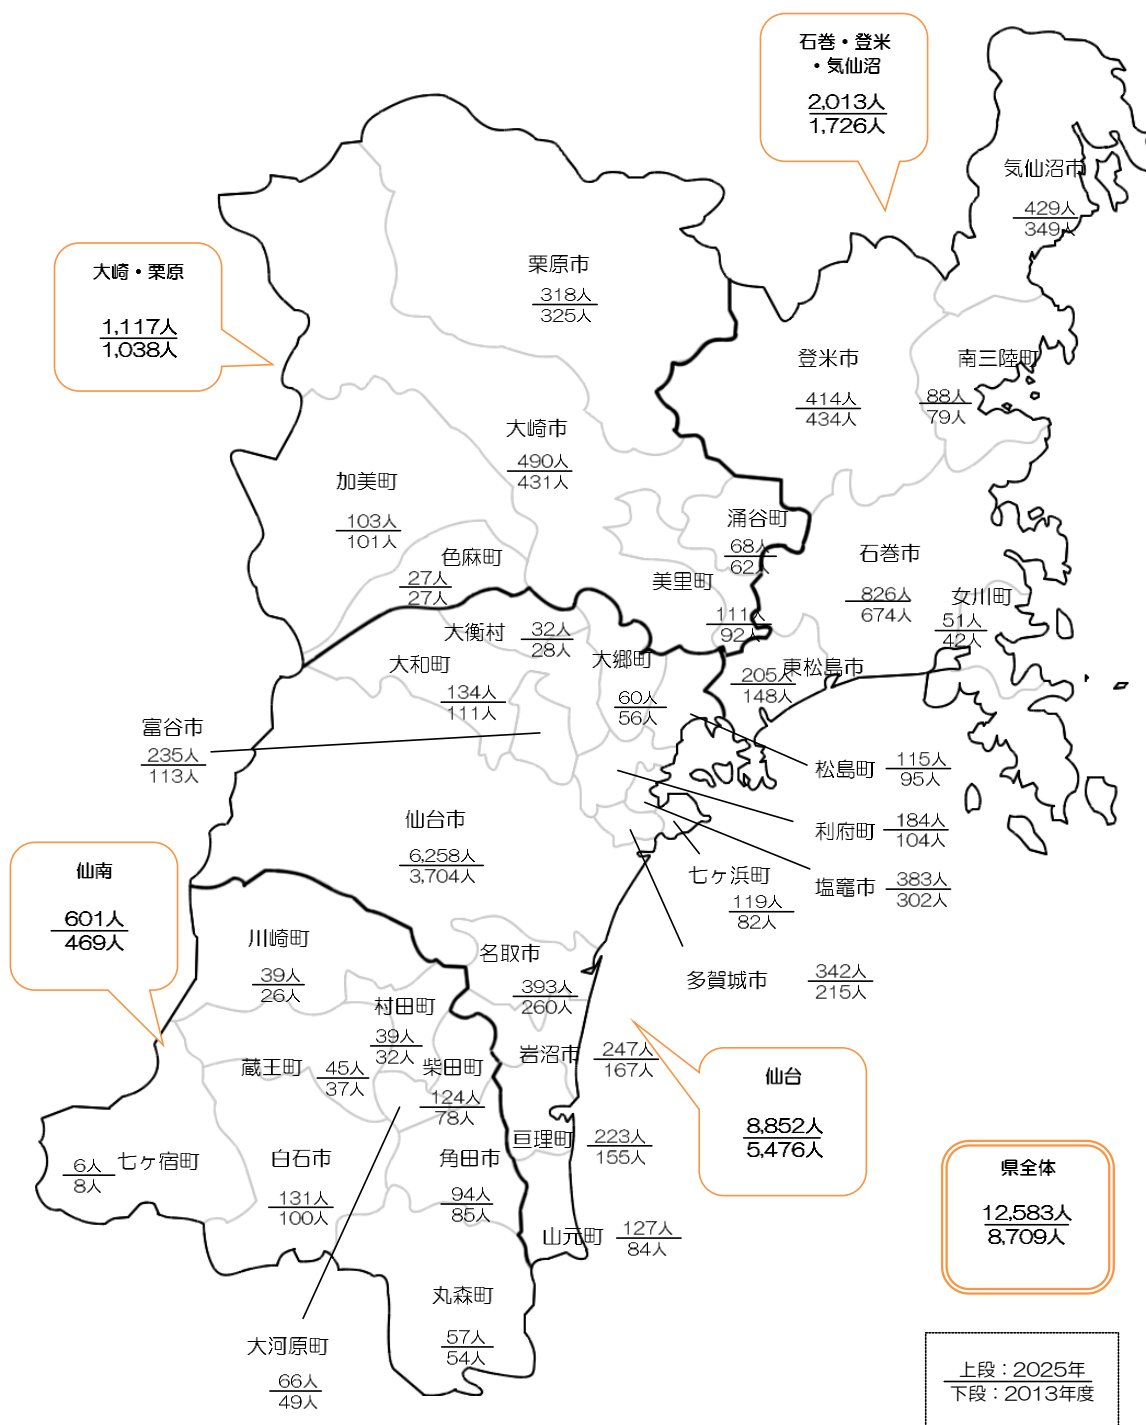 石巻・登米
・気仙沼
2,013人
1,726人
気仙沼市
429人
349人
大崎・栗原
1,117人
1,038人
栗原市
318人
325人
登米市
414人
434人
南三陸町
88人
79人
大崎市
490人
431人
加美町
103人
101人
涌谷町
68人
62人
石巻市
826人
674人
色麻町
27人
27人
美里町
111人
92人
女川町
51人
42人
大衡村
32人
28人
大郷町
60人
56人
東松島市
205人
148人
大和町
134人
111人
富谷市
235人
113人
松島町
115人
95人
利府町
184人
104人
仙台市
6,258人
3,704人
七ヶ浜町
119人
82人
塩竈市
383人
302人
仙南
601人
469人
川崎町
39人
26人
名取市
393人
260人
多賀城市
342人
215人
村田町
39人
32人
蔵王町
45人
37人
柴田町
124人
78人
岩沼市
247人
167人
仙台
8,852人
5,476人
亘理町
223人
155人
七ヶ宿町
6人
8人
白石市
131人
100人
角田市
94人
85人
山元町
127人
84人
県全体
12,583人
8,709人
丸森町
57人
54人
大河原町
66人
49人
上段：2025年
下段：2013年度